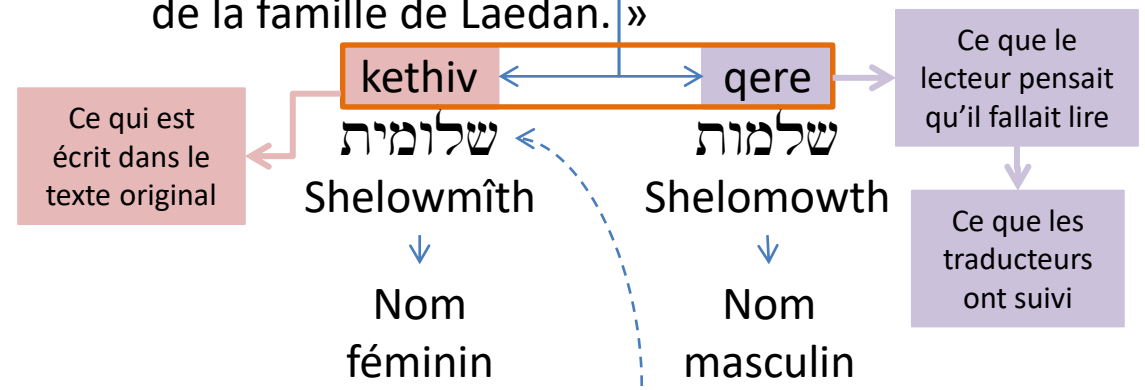 de la famille de Laedan. »
kethiv
qere
Ce qui est
écrit dans le
texte original
Ce que le
lecteur pensait
qu’il fallait lire
שלומית
שלמות
Shelowmîth
Shelomowth
Ce que les
traducteurs
ont suivi
Nom
féminin
Nom
masculin